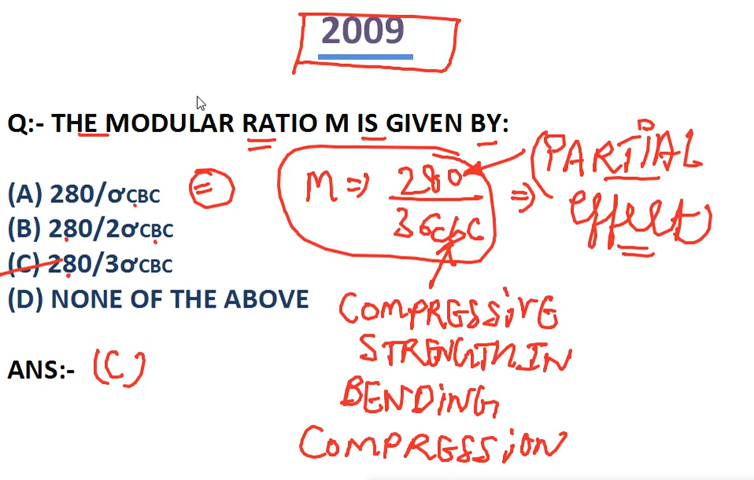 2009
Q:- THE MODULAR RATIO M IS GIVEN BY:
(A) 280/σCBC
(B) 280/2σCBC
(C) 280/3σCBC
(D) NONE OF THE ABOVE
ANS:- (C)
=
M => 280/3σcbc => PARTIAL
effect
COMPRESSivE
STRENGTH IN
BENDiNG
COMPRESSiON